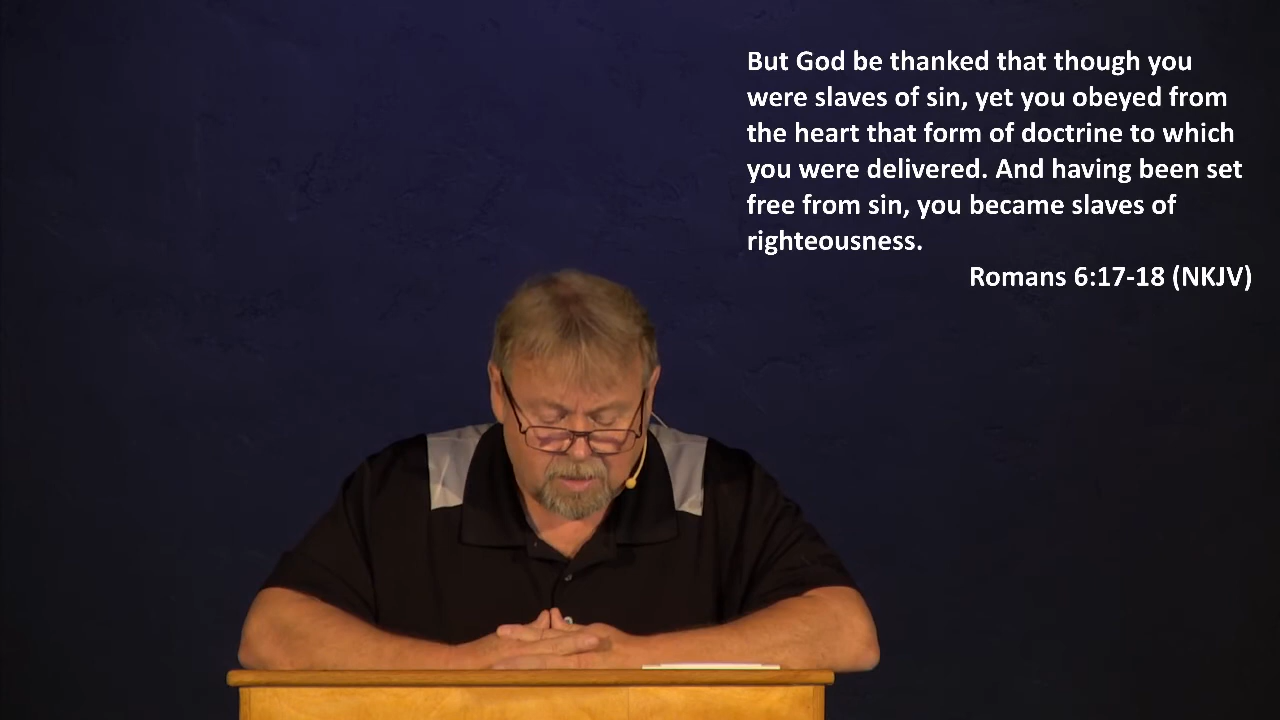 But God be thanked that though you
were slaves of sin, yet you obeyed from
the heart that form of doctrine to which
you were delivered. And having been set
free from sin, you became slaves of
righteousness.
Romans 6:17-18 (NKJV)